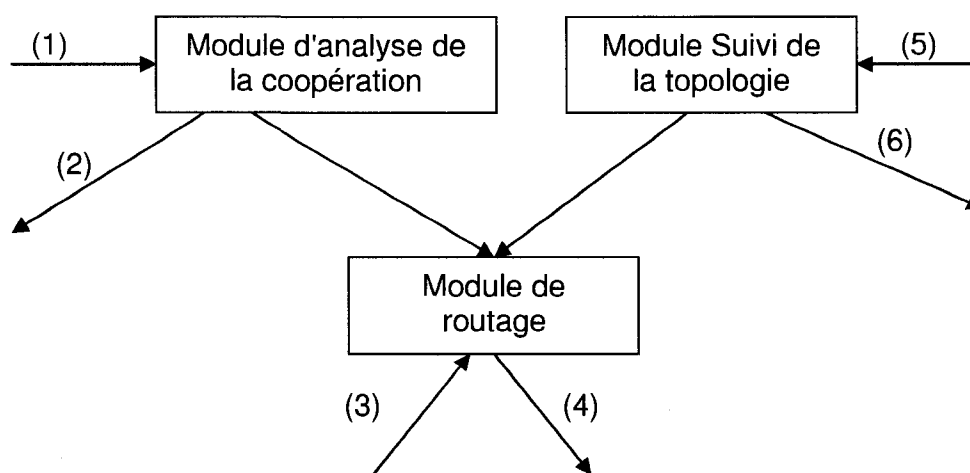 (1)
Module d'analyse de
la coopération
Module Suivi de
la topologie
(5)
(2)
(6)
Module de
routage
(3)
(4)